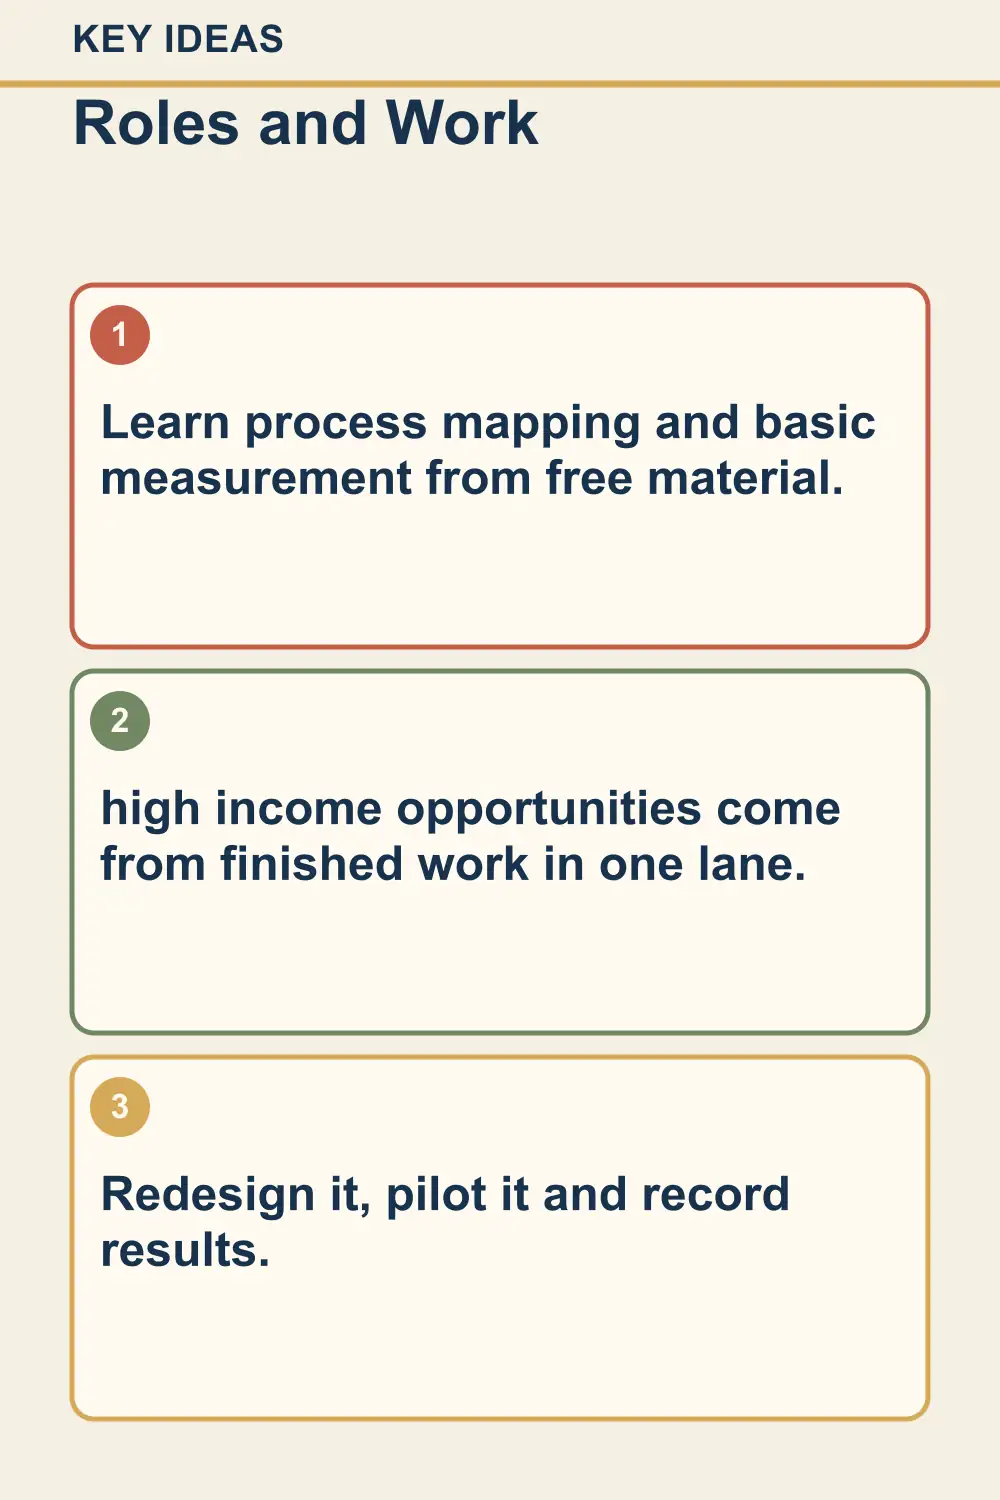 KEY IDEAS
Roles and Work
1
Learn process mapping and basic
measurement from free material.
2
high income opportunities come
from finished work in one lane.
3
Redesign it, pilot it and record
results.